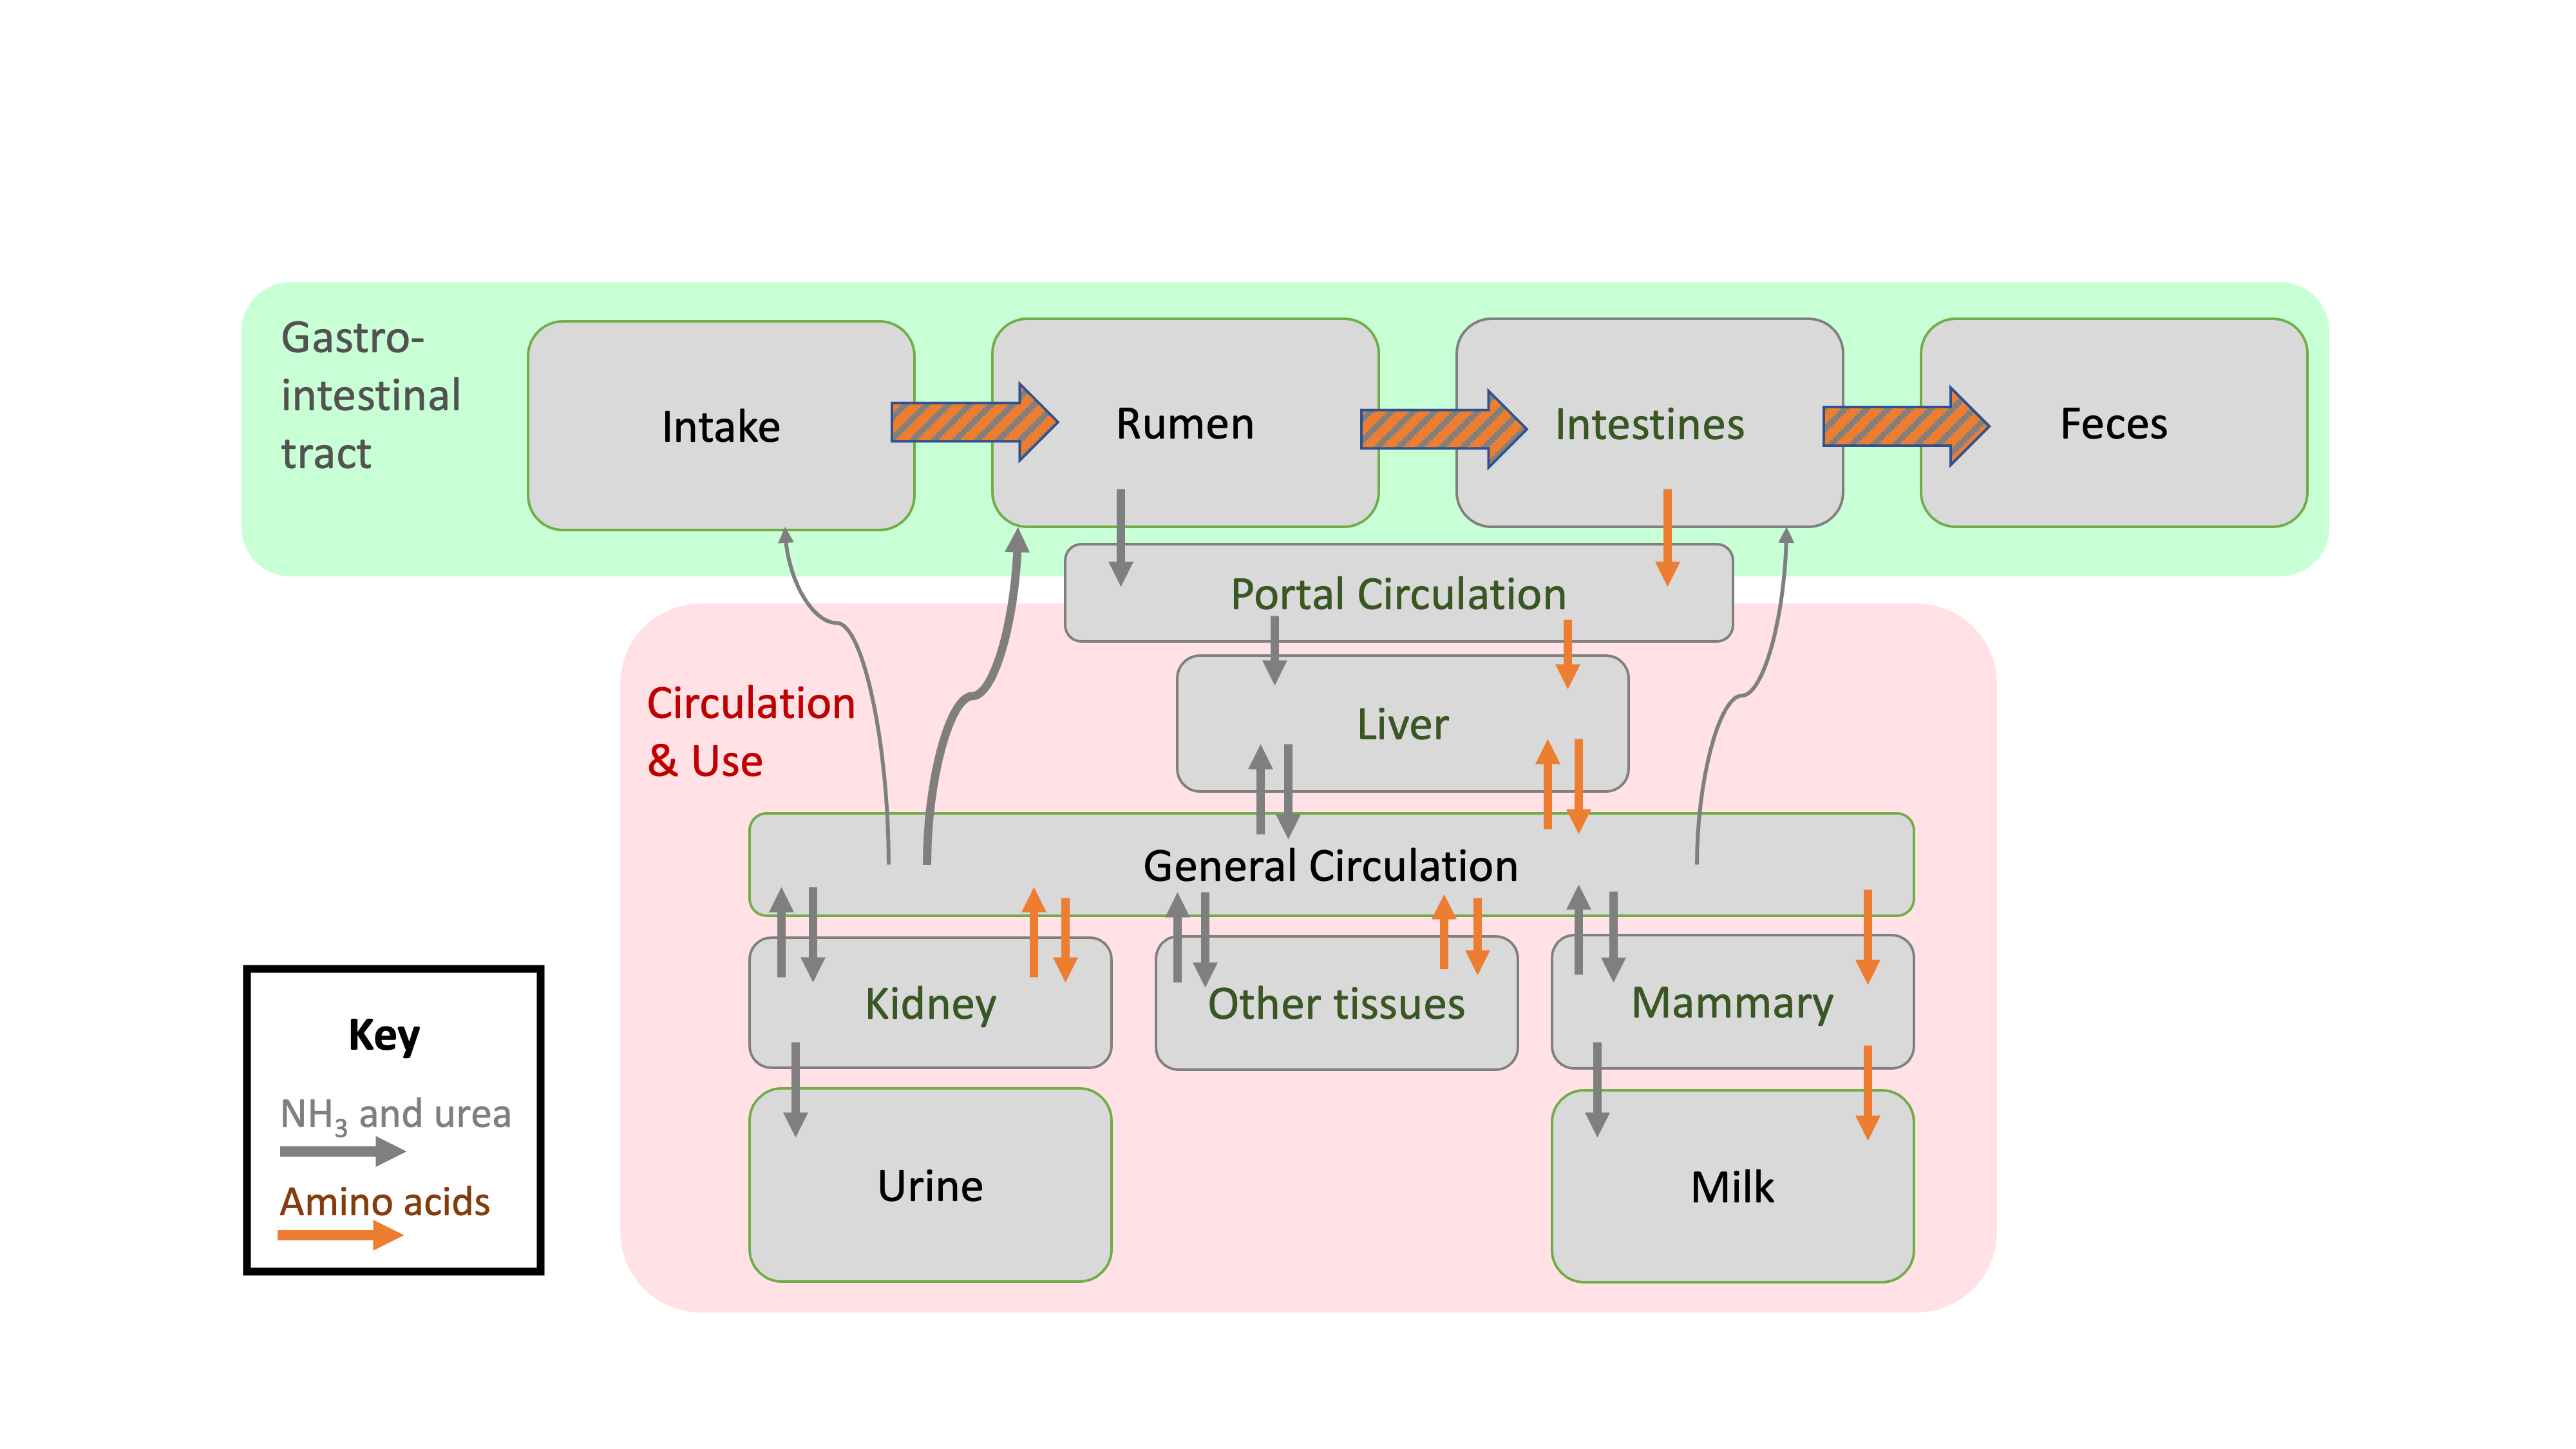 Gastro-
intestinal
tract
Intake
Rumen
Intestines
Feces
Portal Circulation
Circulation
& Use
Liver
General Circulation
Kidney
Other tissues
Mammary
Urine
Milk
Key
NH₃ and urea
Amino acids